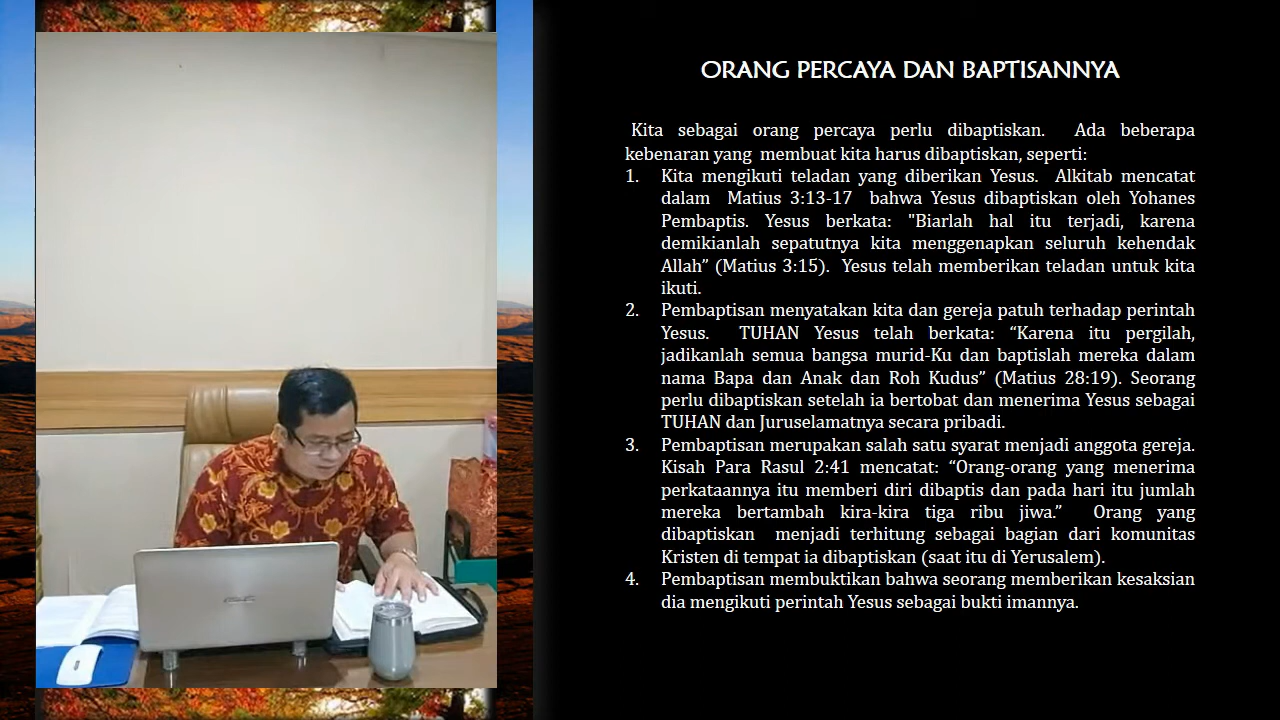 ORANG PERCAYA DAN BAPTISANNYA
Kita sebagai orang percaya perlu dibaptiskan. Ada beberapa
kebenaran yang membuat kita harus dibaptiskan, seperti:
1. Kita mengikuti teladan yang diberikan Yesus. Alkitab mencatat
dalam Matius 3:13-17 bahwa Yesus dibaptiskan oleh Yohanes
Pembaptis. Yesus berkata: "Biarlah hal itu terjadi, karena
demikianlah sepatutnya kita menggenapkan seluruh kehendak
Allah” (Matius 3:15). Yesus telah memberikan teladan untuk kita
ikuti.
2. Pembaptisan menyatakan kita dan gereja patuh terhadap perintah
Yesus. TUHAN Yesus telah berkata: “Karena itu pergilah,
jadikanlah semua bangsa murid-Ku dan baptislah mereka dalam
nama Bapa dan Anak dan Roh Kudus” (Matius 28:19). Seorang
perlu dibaptiskan setelah ia bertobat dan menerima Yesus sebagai
TUHAN dan Juruselamatnya secara pribadi.
3. Pembaptisan merupakan salah satu syarat menjadi anggota gereja.
Kisah Para Rasul 2:41 mencatat: “Orang-orang yang menerima
perkataannya itu memberi diri dibaptis dan pada hari itu jumlah
mereka bertambah kira-kira tiga ribu jiwa.” Orang yang
dibaptiskan menjadi terhitung sebagai bagian dari komunitas
Kristen di tempat ia dibaptiskan (saat itu di Yerusalem).
4. Pembaptisan membuktikan bahwa seorang memberikan kesaksian
dia mengikuti perintah Yesus sebagai bukti imannya.